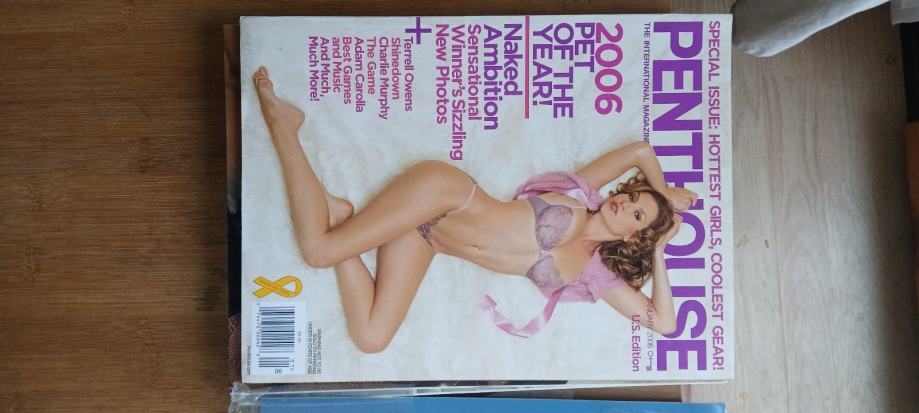 SPECIAL ISSUE: HOTTEST GIRLS, COOLEST GEAR!
PENTHOUSE
THE INTERNATIONAL MAGAZINE
JANUARY 2006
U.S. Edition
2006
PET
OF THE
YEAR!
Naked
Ambition
Sensational
Winner's Sizzling
New Photos
+
Terrell Owens
Shinedown
Charlie Murphy
The Game
Adam Carolla
Best Games
and Music
And Much,
Much More!